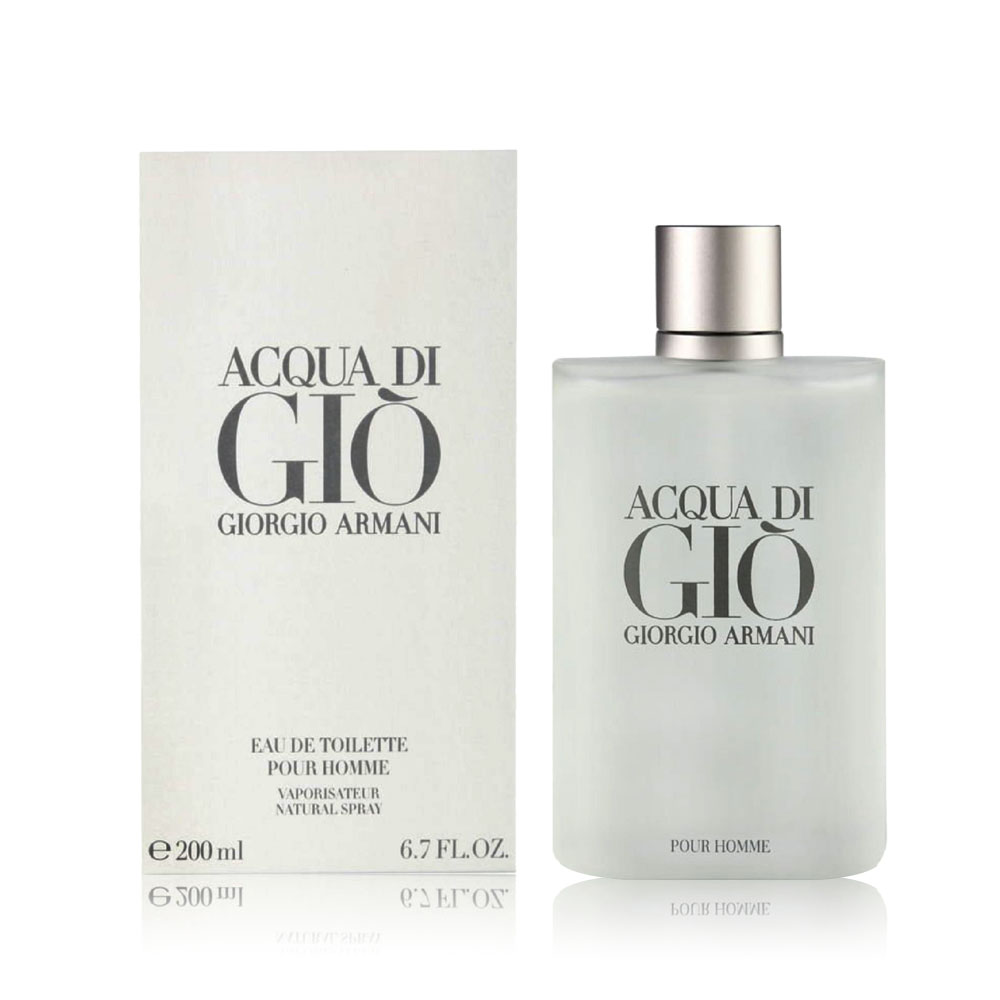 ACQUA DI
GIÒ
GIORGIO ARMANI
EAU DE TOILETTE
POUR HOMME
VAPORISATEUR
NATURAL SPRAY
℮ 200 ml
6.7 FL.OZ.
ACQUA DI
GIÒ
GIORGIO ARMANI
POUR HOMME